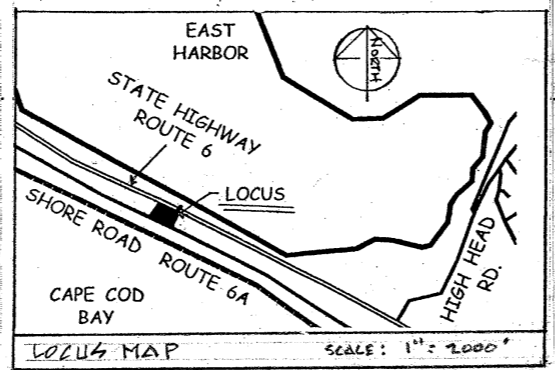 EAST
HARBOR
NORTH
STATE HIGHWAY
ROUTE 6
LOCUS
SHORE ROAD ROUTE 6A
HIGH HEAD
RD.
CAPE COD
BAY
LOCUS MAP
SCALE: 1": 2000'